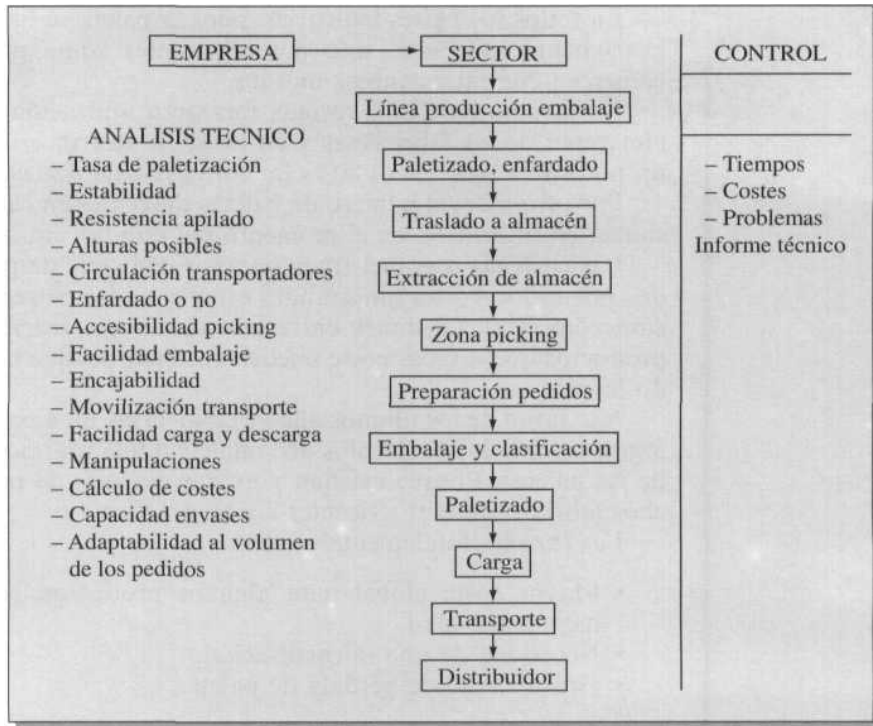 EMPRESA
SECTOR
CONTROL
Línea producción embalaje
ANALISIS TECNICO
– Tasa de paletización
– Estabilidad
– Resistencia apilado
– Alturas posibles
– Circulación transportadores
– Enfardado o no
– Accesibilidad picking
– Facilidad embalaje
– Encajabilidad
– Movilización transporte
– Facilidad carga y descarga
– Manipulaciones
– Cálculo de costes
– Capacidad envases
– Adaptabilidad al volumen
de los pedidos
Paletizado, enfardado
Traslado a almacén
Extracción de almacén
Zona picking
Preparación pedidos
Embalaje y clasificación
Paletizado
Carga
Transporte
Distribuidor
– Tiempos
– Costes
– Problemas
Informe técnico